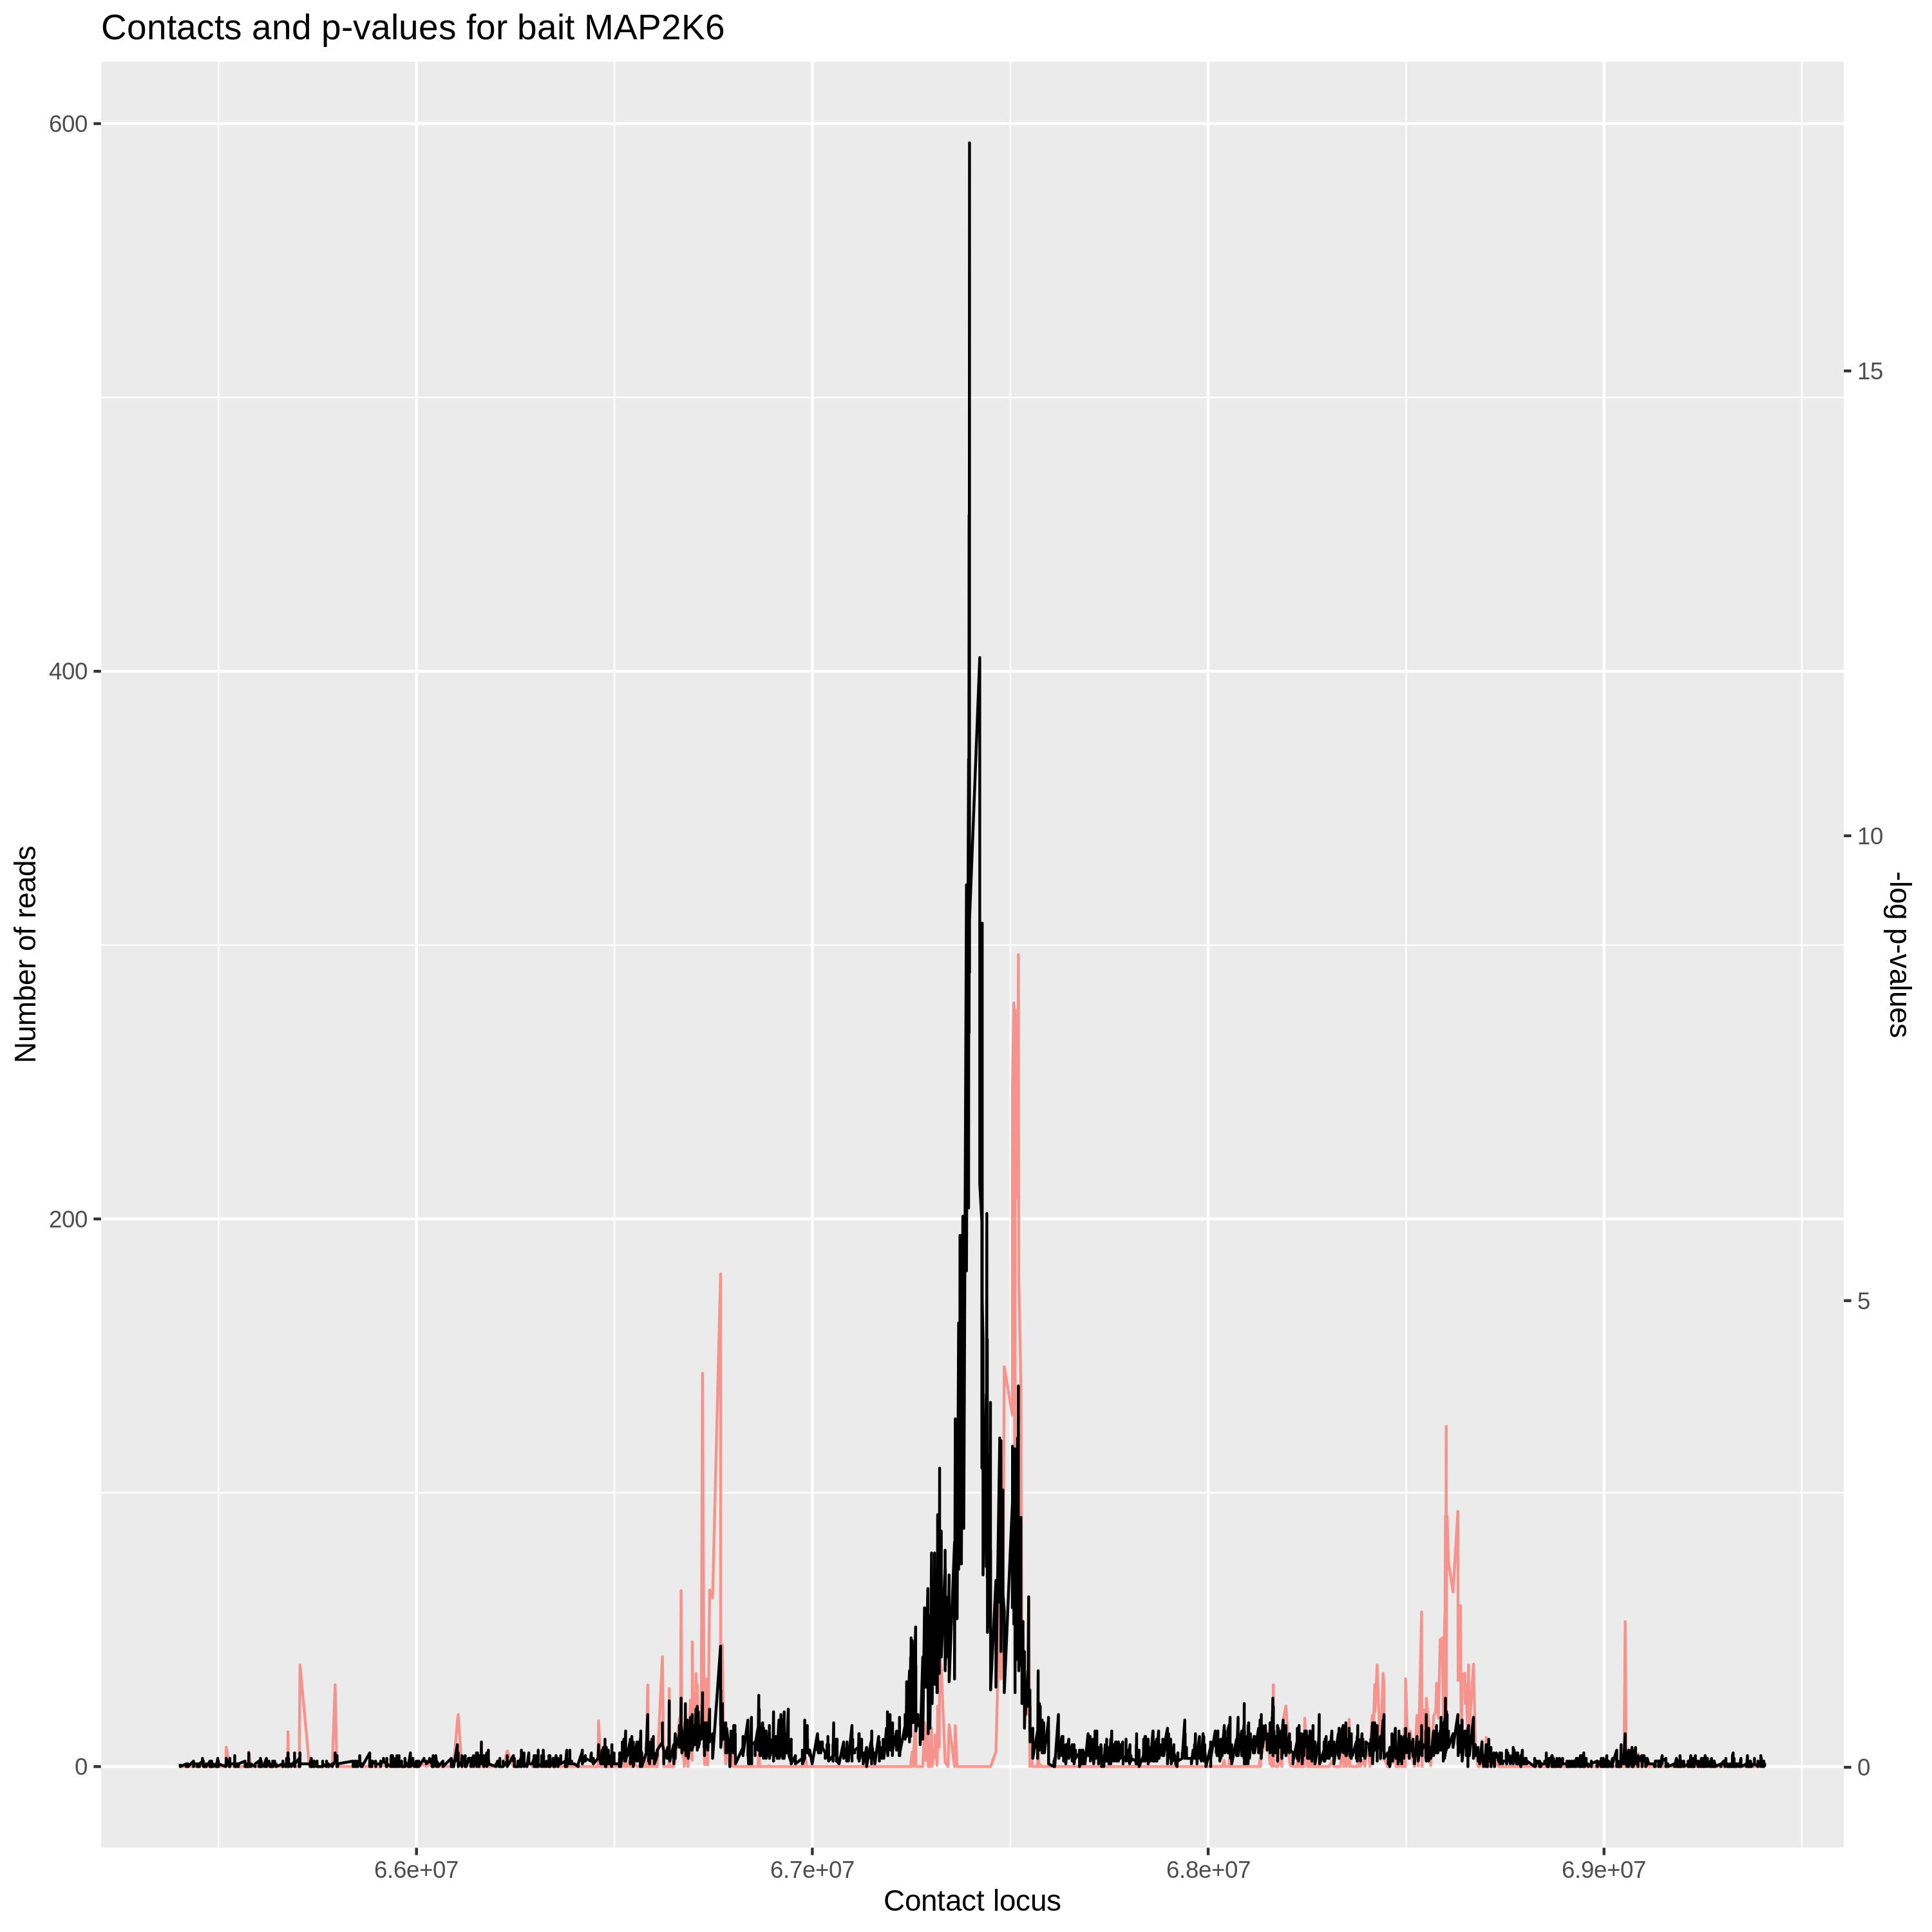 Contacts and p-values for bait MAP2K6
600
400
200
0
Number of reads
15
10
5
0
-log p-values
6.6e+07 6.7e+07 6.8e+07 6.9e+07
Contact locus